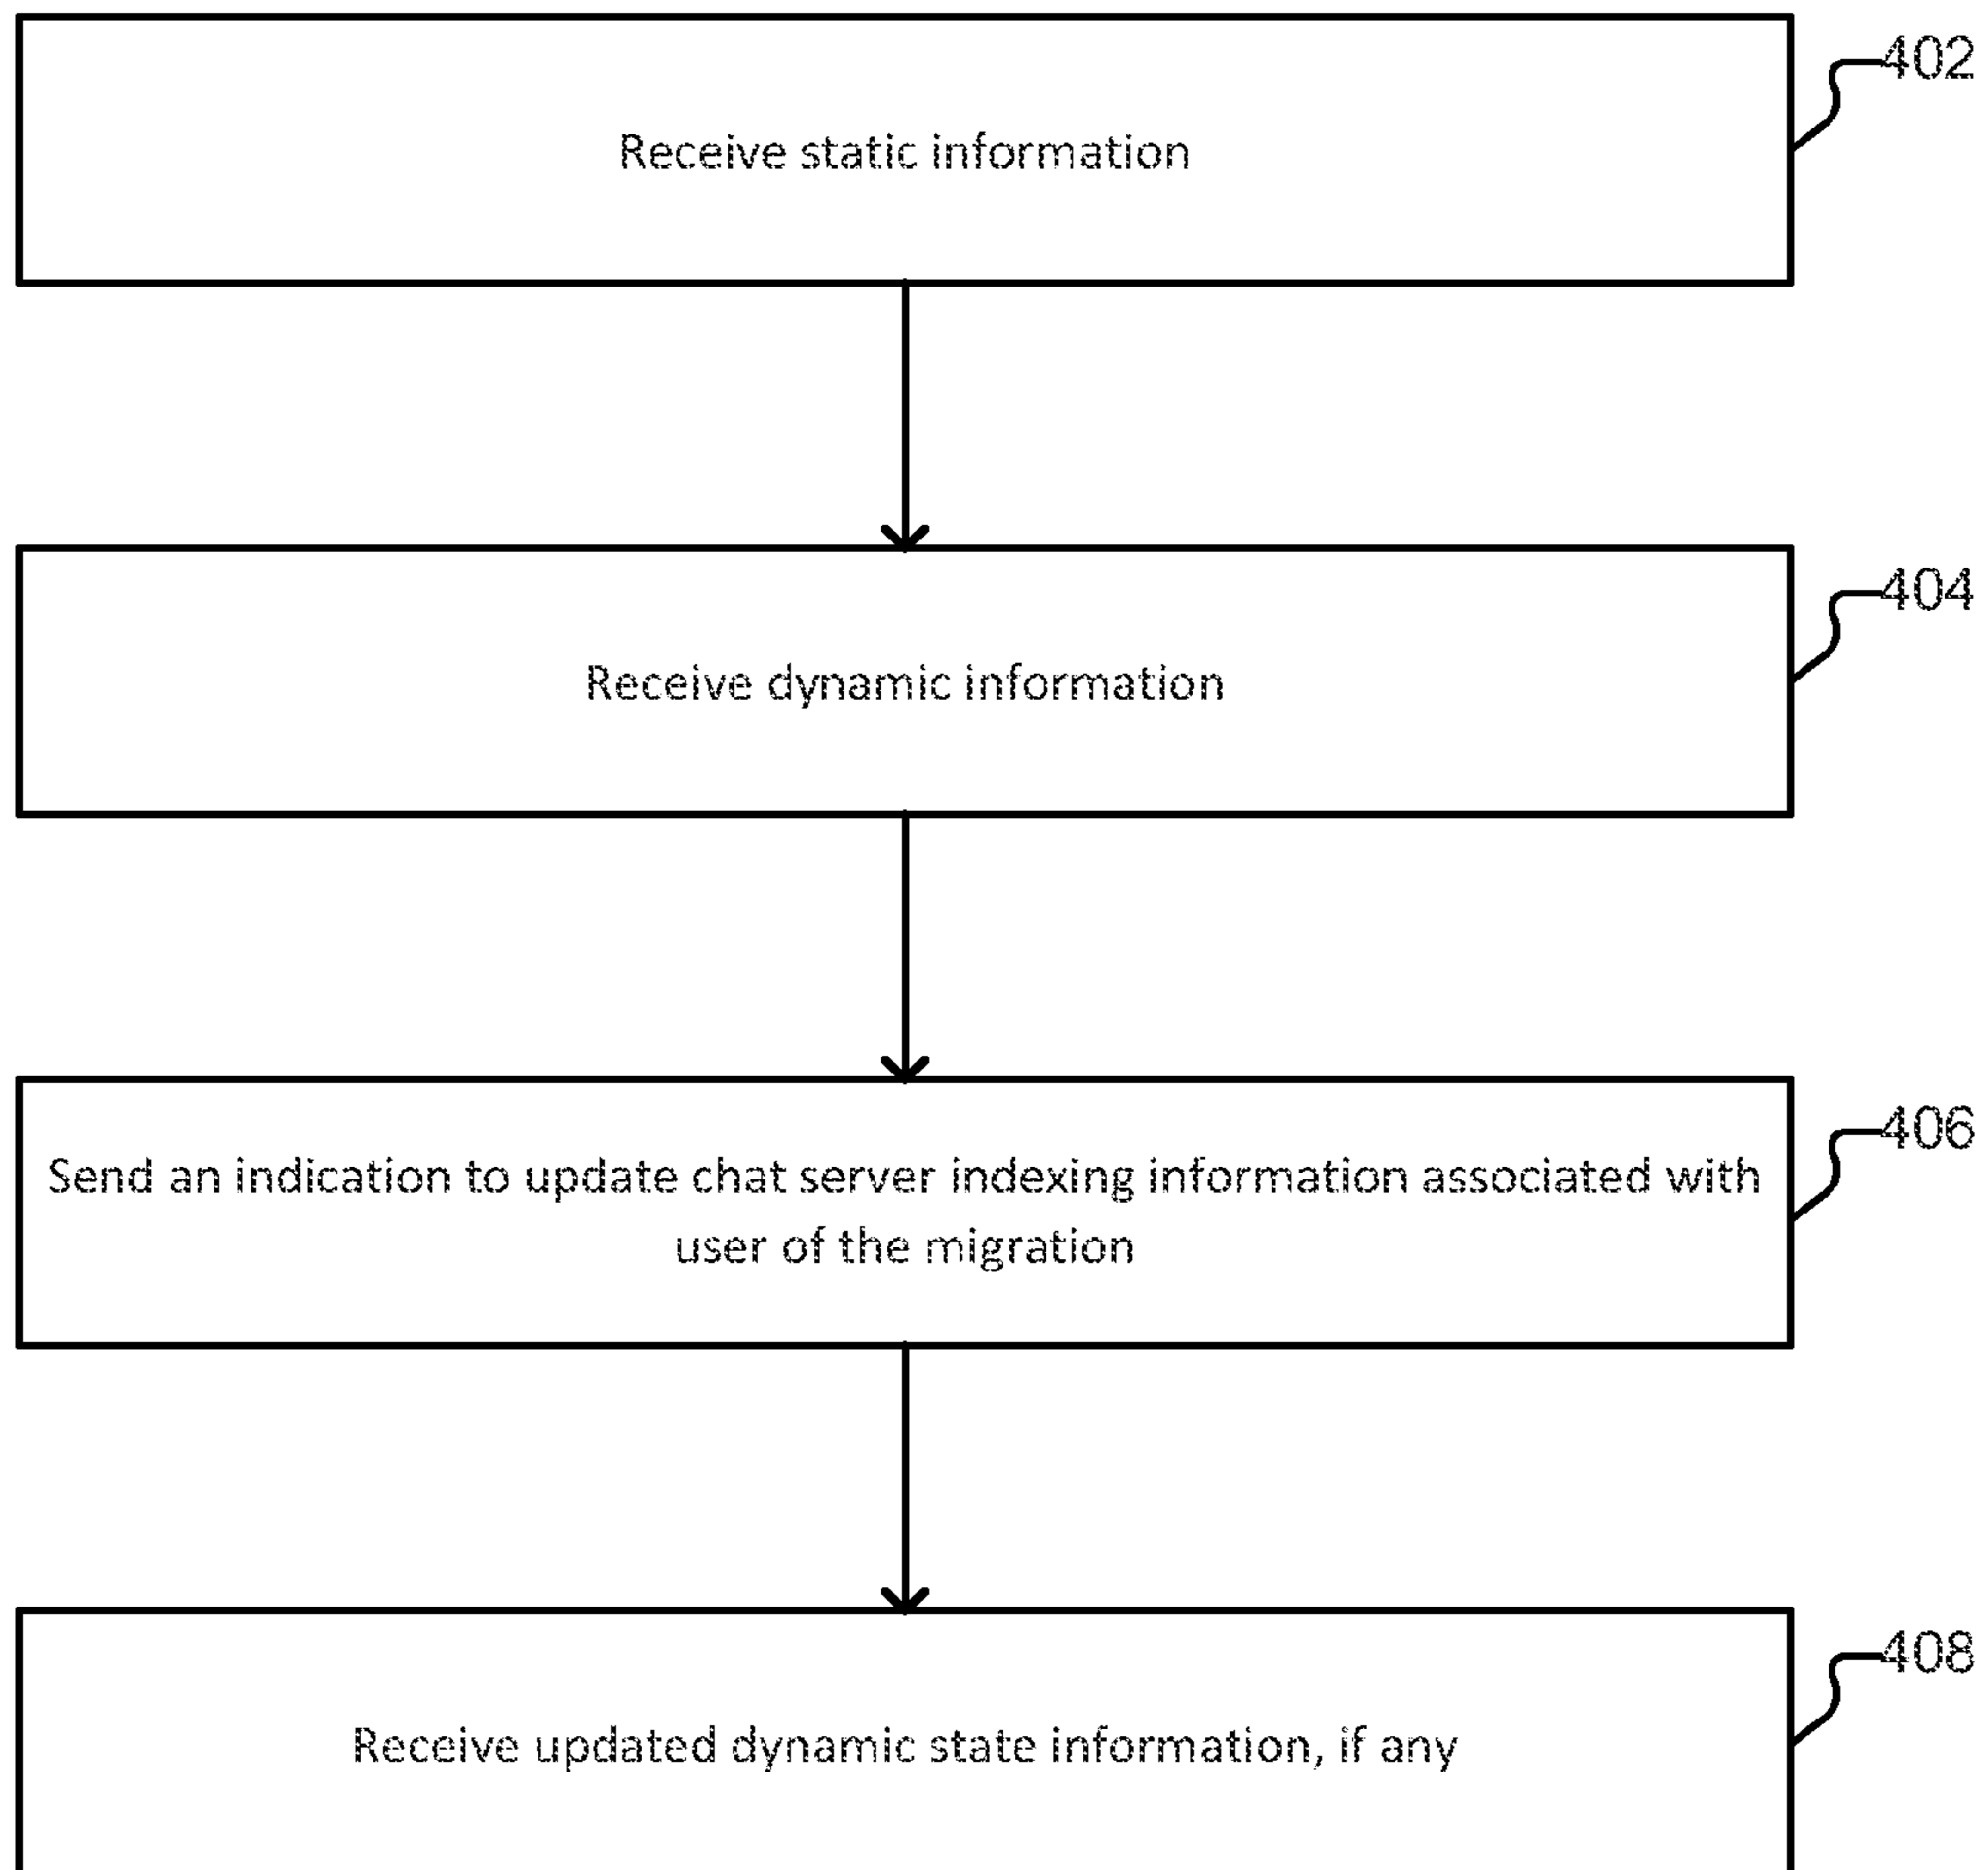 402
Receive static information
404
Receive dynamic information
406
Send an indication to update chat server indexing information associated with
user of the migration
408
Receive updated dynamic state information, if any